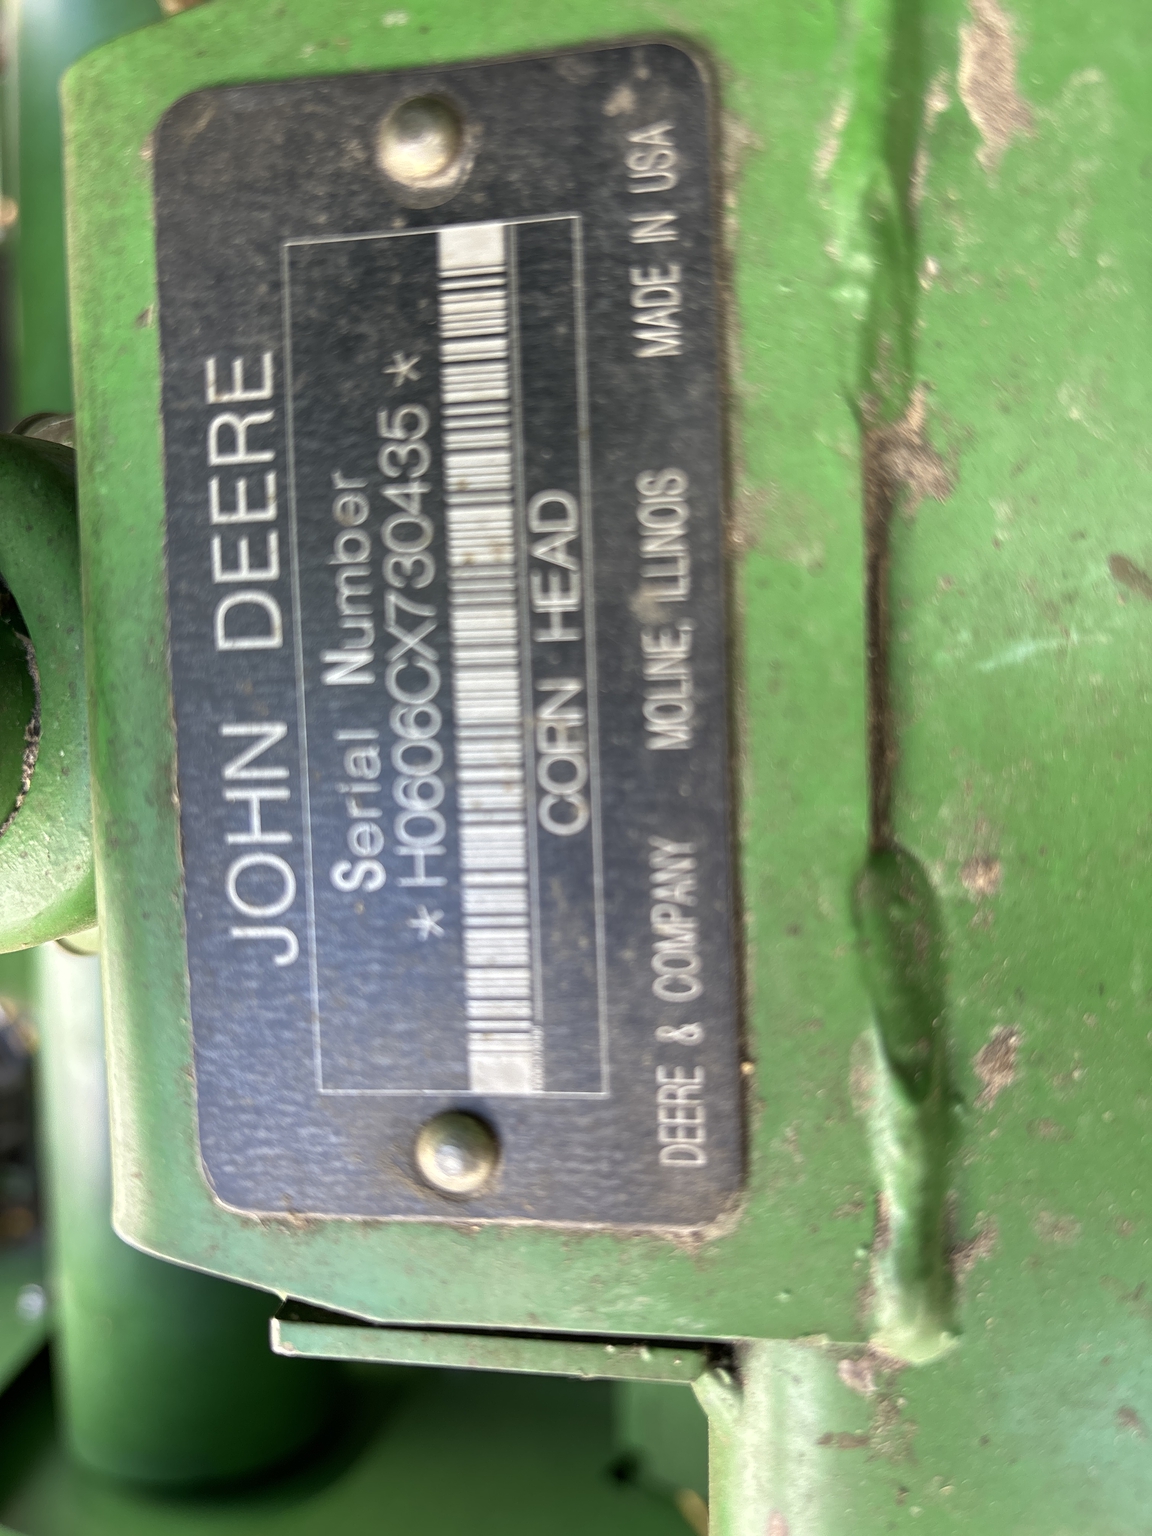 JOHN DEERE
Serial Number
*H0606CX730435*
CORN HEAD
DEERE & COMPANY MOLINE, ILLINOIS MADE IN USA